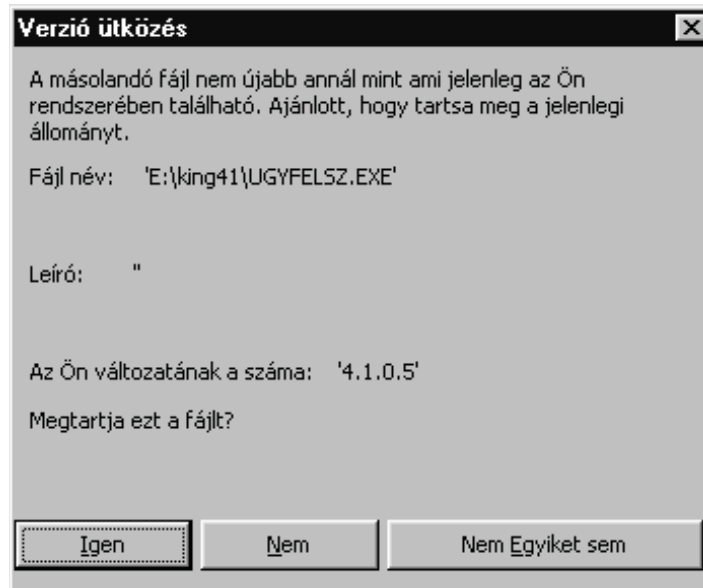 Verzió ütközés
A másolandó fájl nem újabb annál mint ami jelenleg az Ön
rendszerében található. Ajánlott, hogy tartsa meg a jelenlegi
állományt.
Fájl név: 'E:\king41\UGYFELSZ.EXE'
Leíró: ''
Az Ön változatának a száma: '4.1.0.5'
Megtartja ezt a fájlt?
Igen Nem Nem Egyiket sem